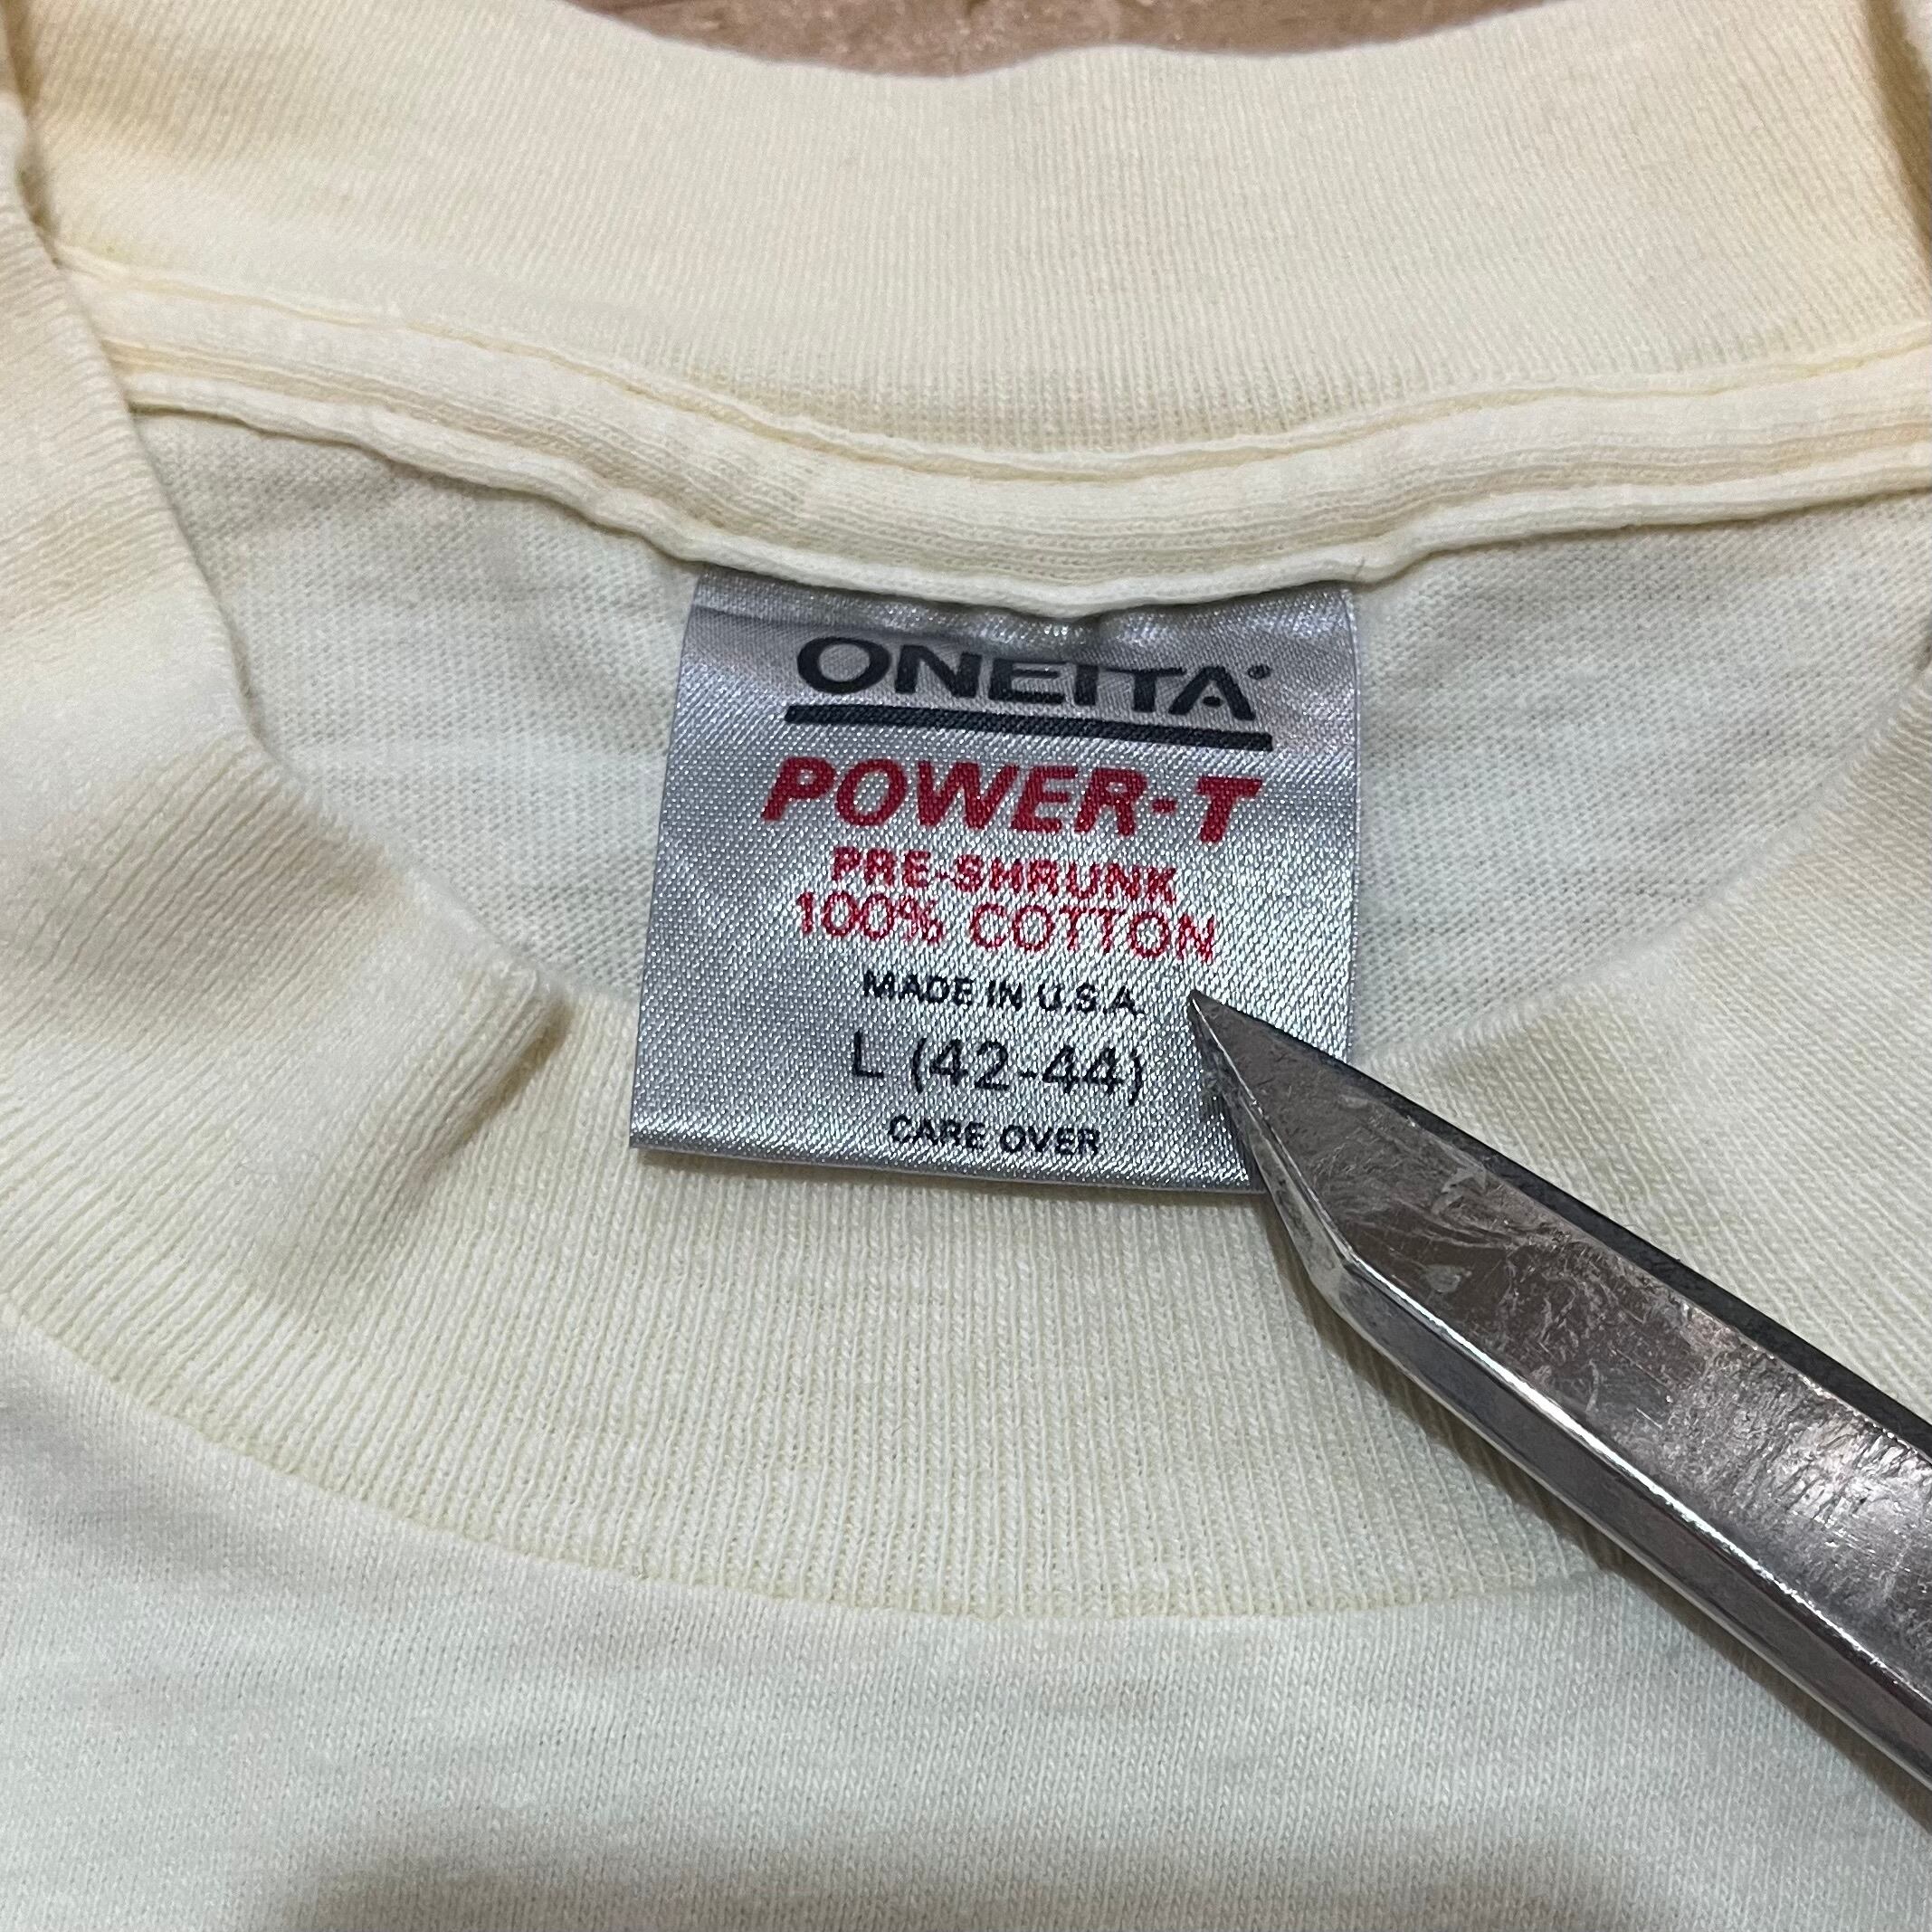 ONEITA®
POWER-T
PRE-SHRUNK
100% COTTON
MADE IN U.S.A.
L (42-44)
CARE OVER